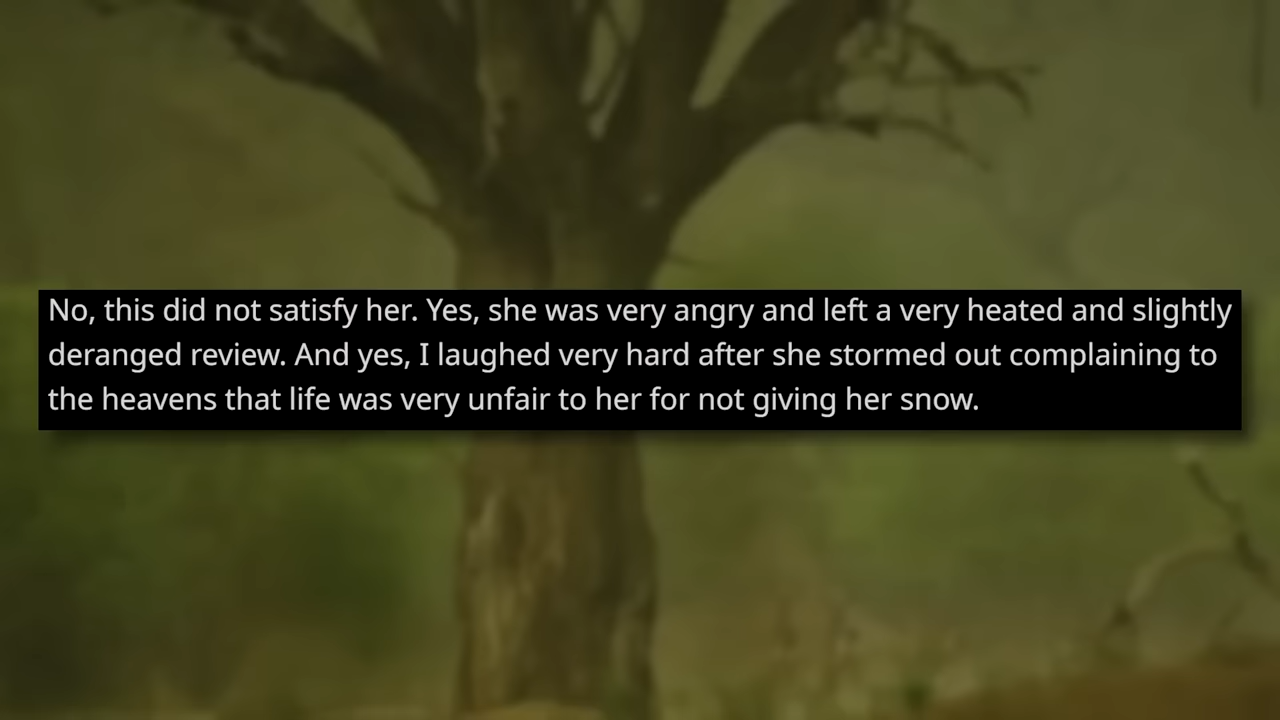 No, this did not satisfy her. Yes, she was very angry and left a very heated and slightly
deranged review. And yes, I laughed very hard after she stormed out complaining to
the heavens that life was very unfair to her for not giving her snow.